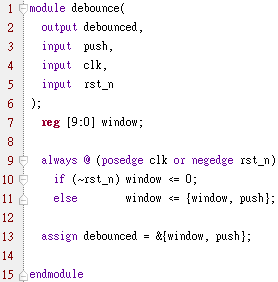 1 module debounce(
2   output debounced,
3   input  push,
4   input  clk,
5   input  rst_n
6 );
7   reg [9:0] window;
8
9   always @ (posedge clk or negedge rst_n)
10     if (~rst_n) window <= 0;
11     else        window <= {window, push};
12
13   assign debounced = &{window, push};
14
15 endmodule